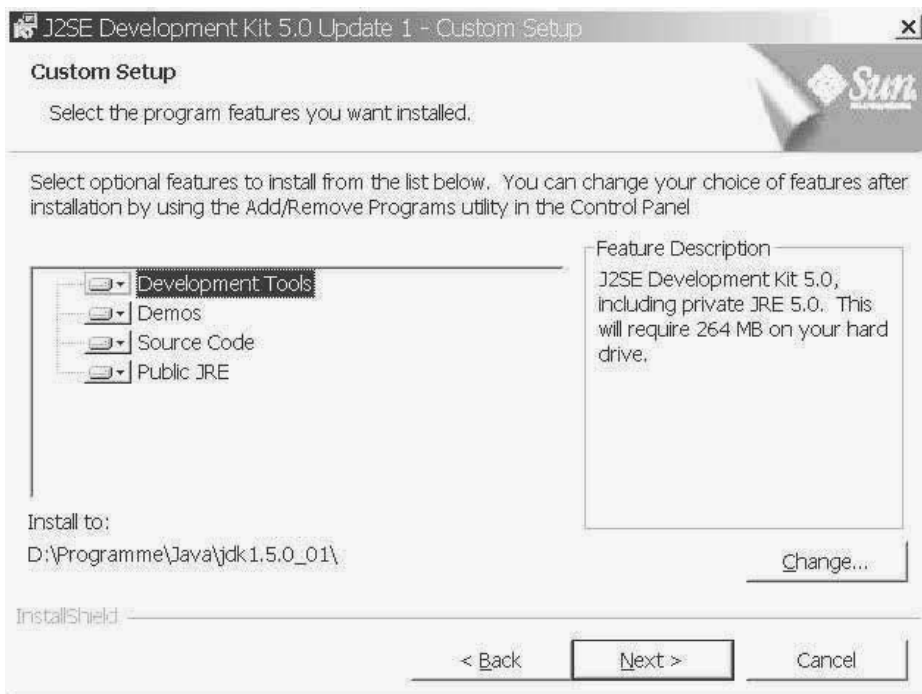 J2SE Development Kit 5.0 Update 1 - Custom Setup
Custom Setup
Select the program features you want installed.
Sun
Select optional features to install from the list below. You can change your choice of features after
installation by using the Add/Remove Programs utility in the Control Panel
Development Tools
Demos
Source Code
Public JRE
Feature Description
J2SE Development Kit 5.0,
including private JRE 5.0. This
will require 264 MB on your hard
drive.
Install to:
D:\Programme\Java\jdk1.5.0_01\
Change...
InstallShield
< Back
Next >
Cancel